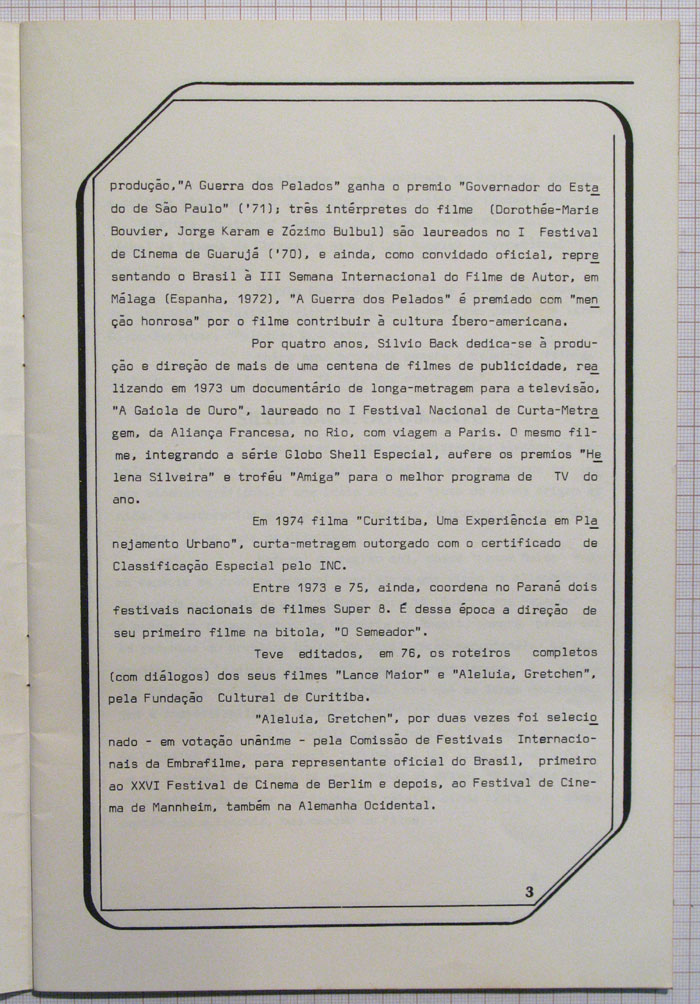 produção,"A Guerra dos Pelados" ganha o premio "Governador do Esta
do de São Paulo" ('71); três intérpretes do filme (Dorothée-Marie
Bouvier, Jorge Karam e Zózimo Bulbul) são laureados no I Festival
de Cinema de Guarujá ('70), e ainda, como convidado oficial, repre
sentando o Brasil à III Semana Internacional do Filme de Autor, em
Málaga (Espanha, 1972), "A Guerra dos Pelados" é premiado com "men
ção honrosa" por o filme contribuir à cultura íbero-americana.
Por quatro anos, Silvio Back dedica-se à produ-
ção e direção de mais de uma centena de filmes de publicidade, rea
lizando em 1973 um documentário de longa-metragem para a televisão,
"A Gaiola de Ouro", laureado no I Festival Nacional de Curta-Metra
gem, da Aliança Francesa, no Rio, com viagem a Paris. O mesmo fil-
me, integrando a série Globo Shell Especial, aufere os premios "He
lena Silveira" e troféu "Amiga" para o melhor programa de TV do
ano.
Em 1974 filma "Curitiba, Uma Experiência em Pla
nejamento Urbano", curta-metragem outorgado com o certificado de
Classificação Especial pelo INC.
Entre 1973 e 75, ainda, coordena no Paraná dois
festivais nacionais de filmes Super 8. É dessa época a direção de
seu primeiro filme na bitola, "O Semeador".
Teve editados, em 76, os roteiros completos
(com diálogos) dos seus filmes "Lance Maior" e "Aleluia, Gretchen",
pela Fundação Cultural de Curitiba.
"Aleluia, Gretchen", por duas vezes foi selecio
nado - em votação unânime - pela Comissão de Festivais Internacio-
nais da Embrafilme, para representante oficial do Brasil, primeiro
ao XXVI Festival de Cinema de Berlim e depois, ao Festival de Cine-
ma de Mannheim, também na Alemanha Ocidental.
3